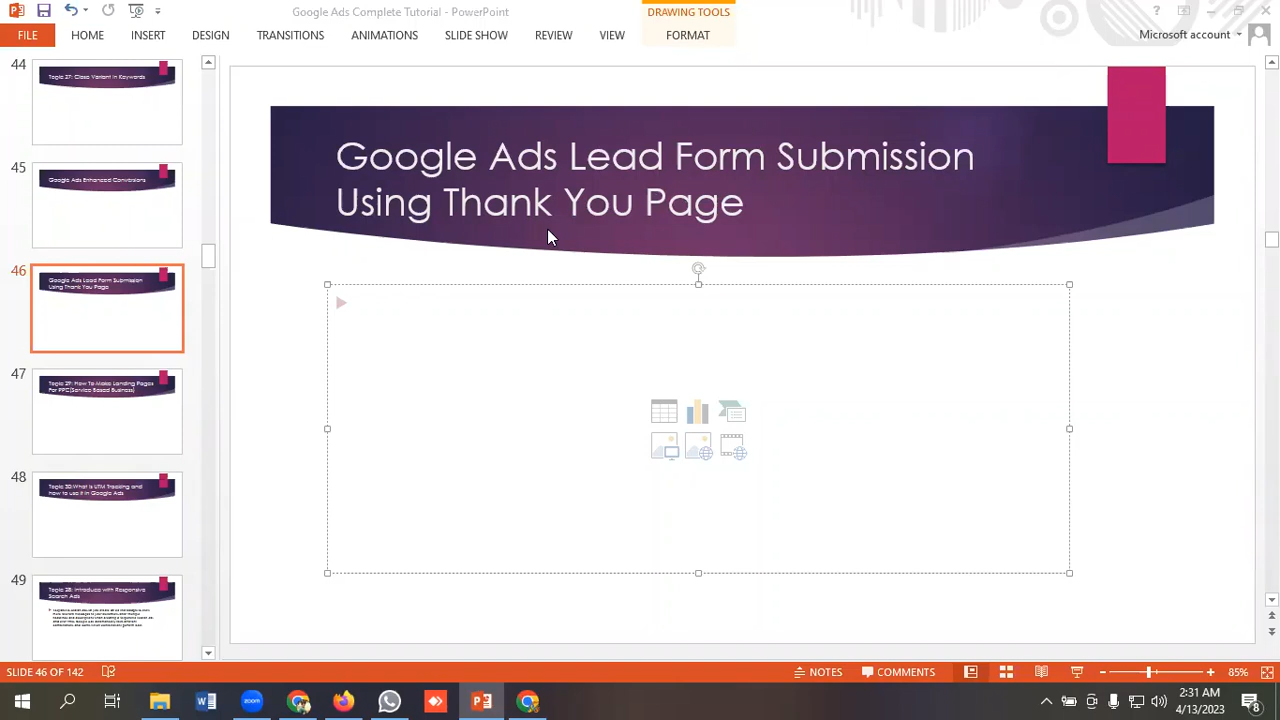 Google Ads Complete Tutorial - PowerPoint
DRAWING TOOLS
?
FILE
HOME
INSERT
DESIGN
TRANSITIONS
ANIMATIONS
SLIDE SHOW
REVIEW
VIEW
FORMAT
Microsoft account
44
Topic 27: Close Variant in Keywords
45
Google Ads Enhanced Conversions
46
Google Ads Lead Form Submission
Using Thank You Page
47
Topic 29: How To Make Landing Pages
For PPC(Service Based Business)
48
Topic 30:What is UTM Tracking and
how to use it in Google Ads
49
Topic 28: Introduce with Responsive
Search Ads
Google Ads Lead Form Submission
Using Thank You Page
SLIDE 46 OF 142
NOTES
COMMENTS
85%
zoom
2:31 AM
4/13/2023
8